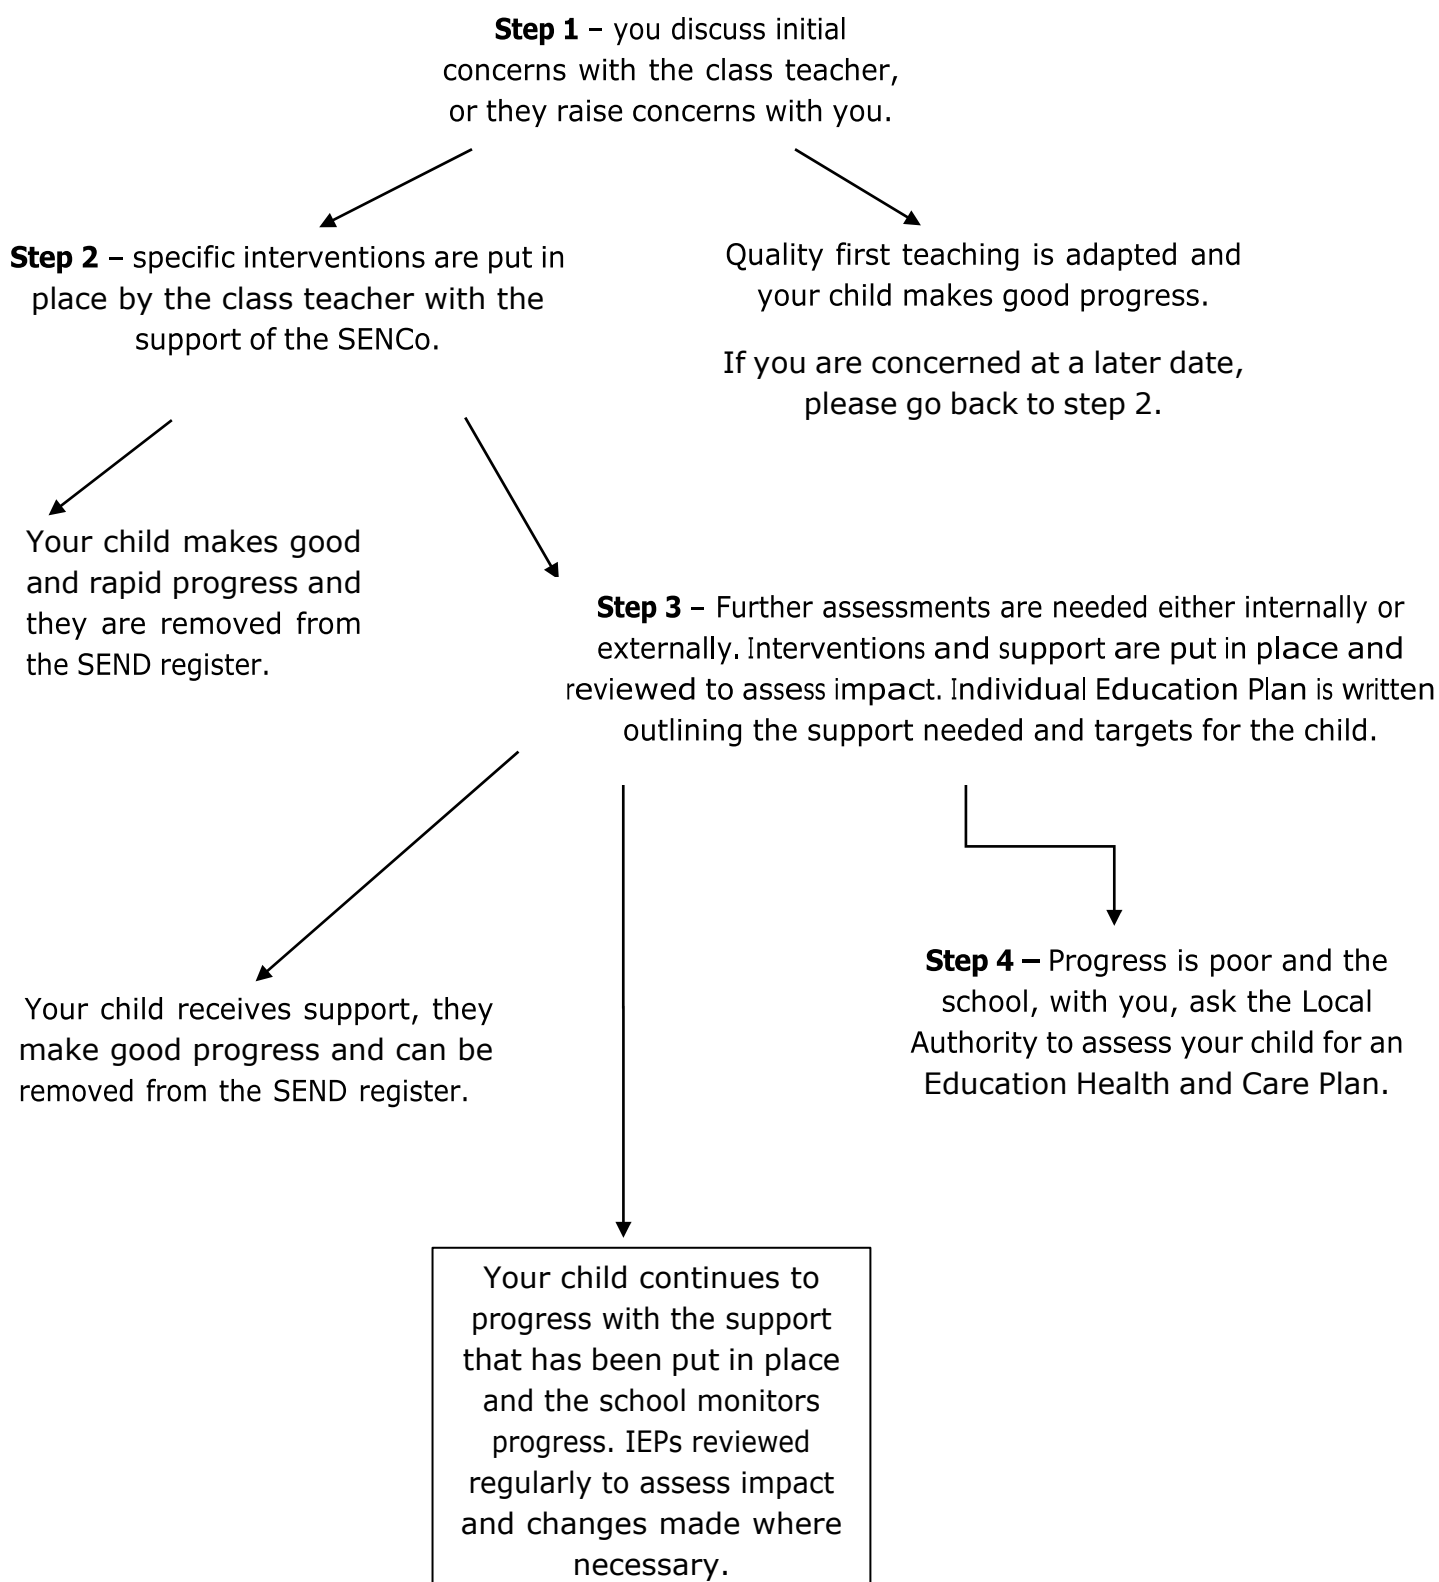 Step 1 – you discuss initial
concerns with the class teacher,
or they raise concerns with you.
Step 2 – specific interventions are put in
place by the class teacher with the
support of the SENCo.
Quality first teaching is adapted and
your child makes good progress.
If you are concerned at a later date,
please go back to step 2.
Your child makes good
and rapid progress and
they are removed from
the SEND register.
Step 3 – Further assessments are needed either internally or
externally. Interventions and support are put in place and
reviewed to assess impact. Individual Education Plan is written
outlining the support needed and targets for the child.
Your child receives support, they
make good progress and can be
removed from the SEND register.
Step 4 – Progress is poor and the
school, with you, ask the Local
Authority to assess your child for an
Education Health and Care Plan.
Your child continues to
progress with the support
that has been put in place
and the school monitors
progress. IEPs reviewed
regularly to assess impact
and changes made where
necessary.